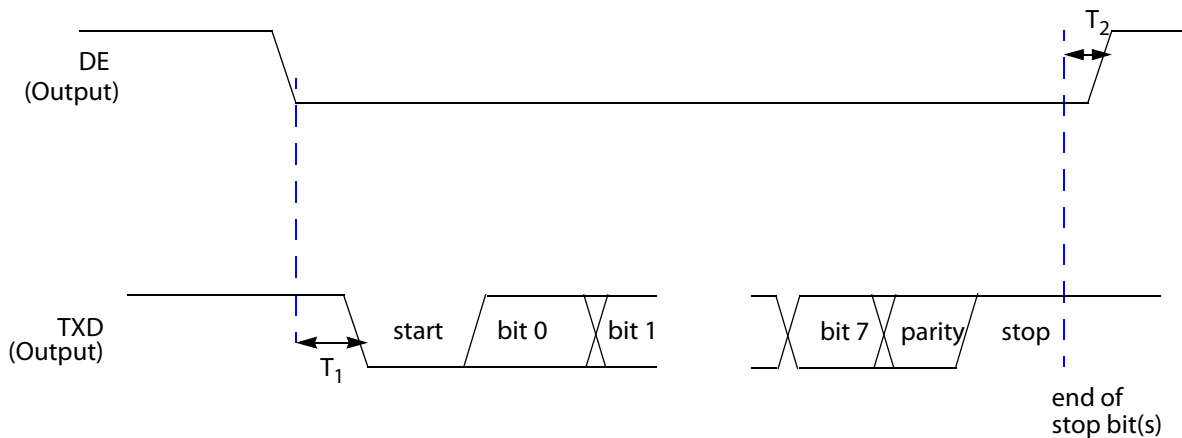 T2
DE
(Output)
TXD
(Output)
T1
start
bit 0
bit 1
bit 7
parity
stop
end of
stop bit(s)